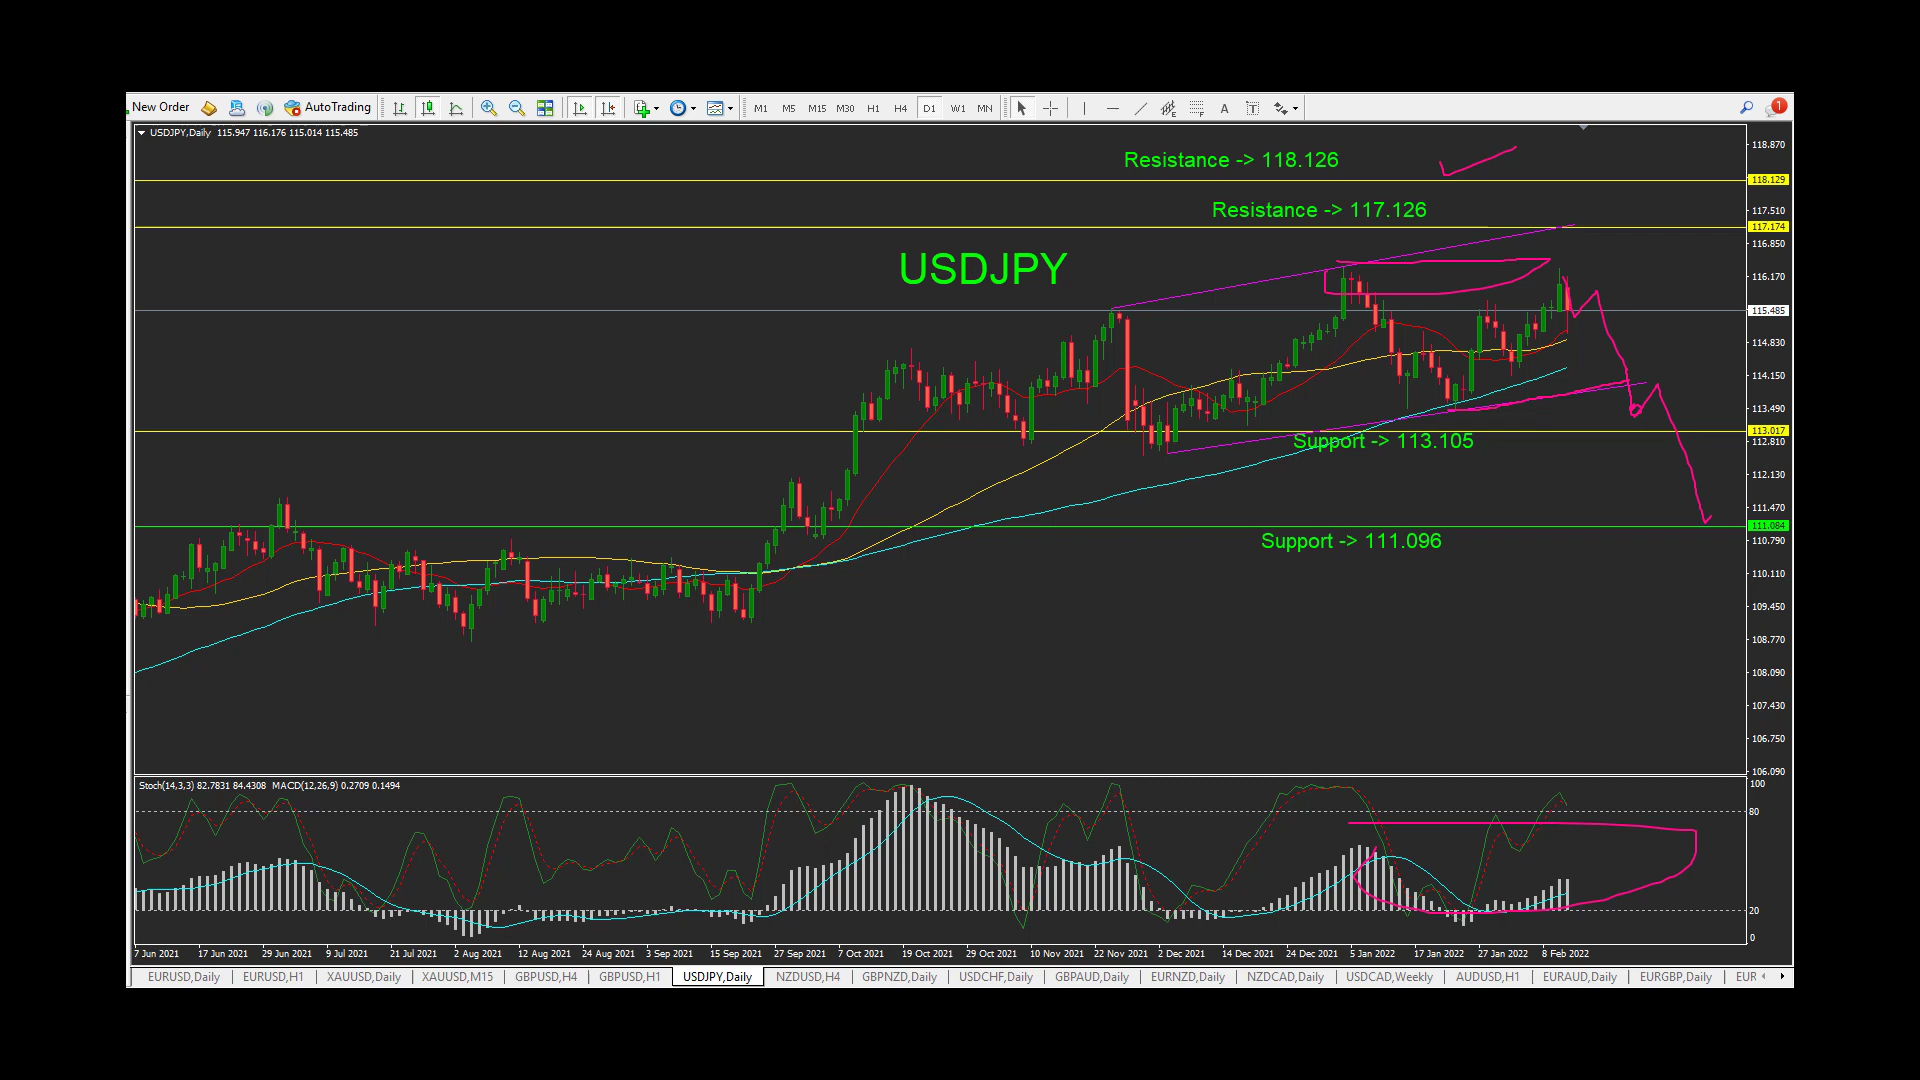 New Order AutoTrading M1 M5 M15 M30 H1 H4 D1 W1 MN A T 1
USDJPY,Daily 115.947 116.176 115.014 115.485
118.870
Resistance -> 118.126
118.129
Resistance -> 117.126
117.510
117.174
116.850
USDJPY
116.170
115.485
114.830
114.150
113.490
113.017
Support -> 113.105
112.810
112.130
111.470
111.084
Support -> 111.096
110.790
110.110
109.450
108.770
108.090
107.430
106.750
106.090
Stoch(14,3,3) 82.7831 84.4308 MACD(12,26,9) 0.2709 0.1494
100
80
20
0
7 Jun 2021 17 Jun 2021 29 Jun 2021 9 Jul 2021 21 Jul 2021 2 Aug 2021 12 Aug 2021 24 Aug 2021 3 Sep 2021 15 Sep 2021 27 Sep 2021 7 Oct 2021 19 Oct 2021 29 Oct 2021 10 Nov 2021 22 Nov 2021 2 Dec 2021 14 Dec 2021 24 Dec 2021 5 Jan 2022 17 Jan 2022 27 Jan 2022 8 Feb 2022
EURUSD,Daily EURUSD,H1 XAUUSD,Daily XAUUSD,M15 GBPUSD,H4 GBPUSD,H1 USDJPY,Daily NZDUSD,H4 GBPNZD,Daily USDCHF,Daily GBPAUD,Daily EURNZD,Daily NZDCAD,Daily USDCAD,Weekly AUDUSD,H1 EURAUD,Daily EURGBP,Daily EUR